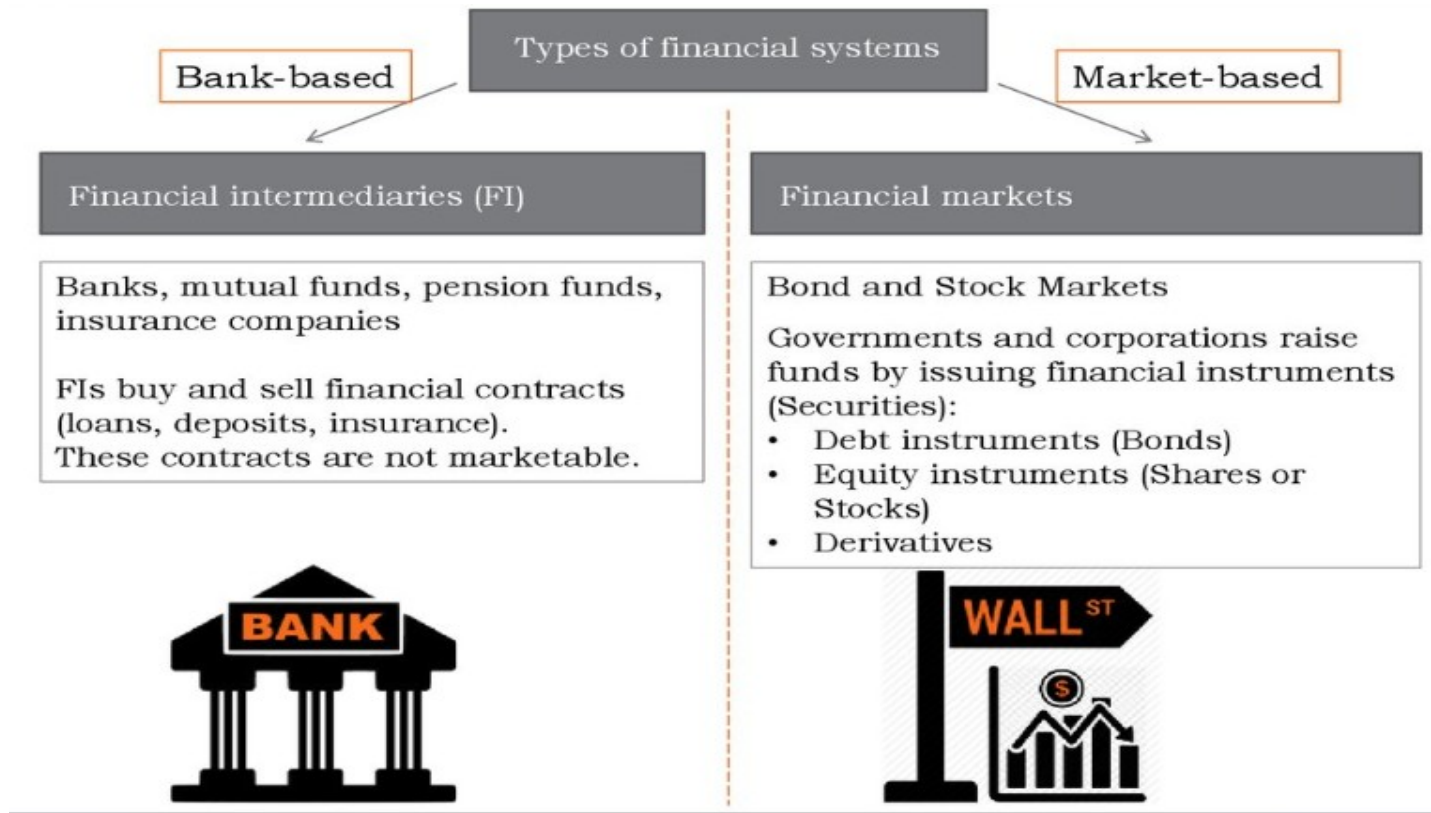 Types of financial systems
Bank-based
Market-based
Financial intermediaries (FI)
Banks, mutual funds, pension funds,
insurance companies
FIs buy and sell financial contracts
(loans, deposits, insurance).
These contracts are not marketable.
BANK
Financial markets
Bond and Stock Markets
Governments and corporations raise
funds by issuing financial instruments
(Securities):
• Debt instruments (Bonds)
• Equity instruments (Shares or
Stocks)
• Derivatives
WALL ST
$